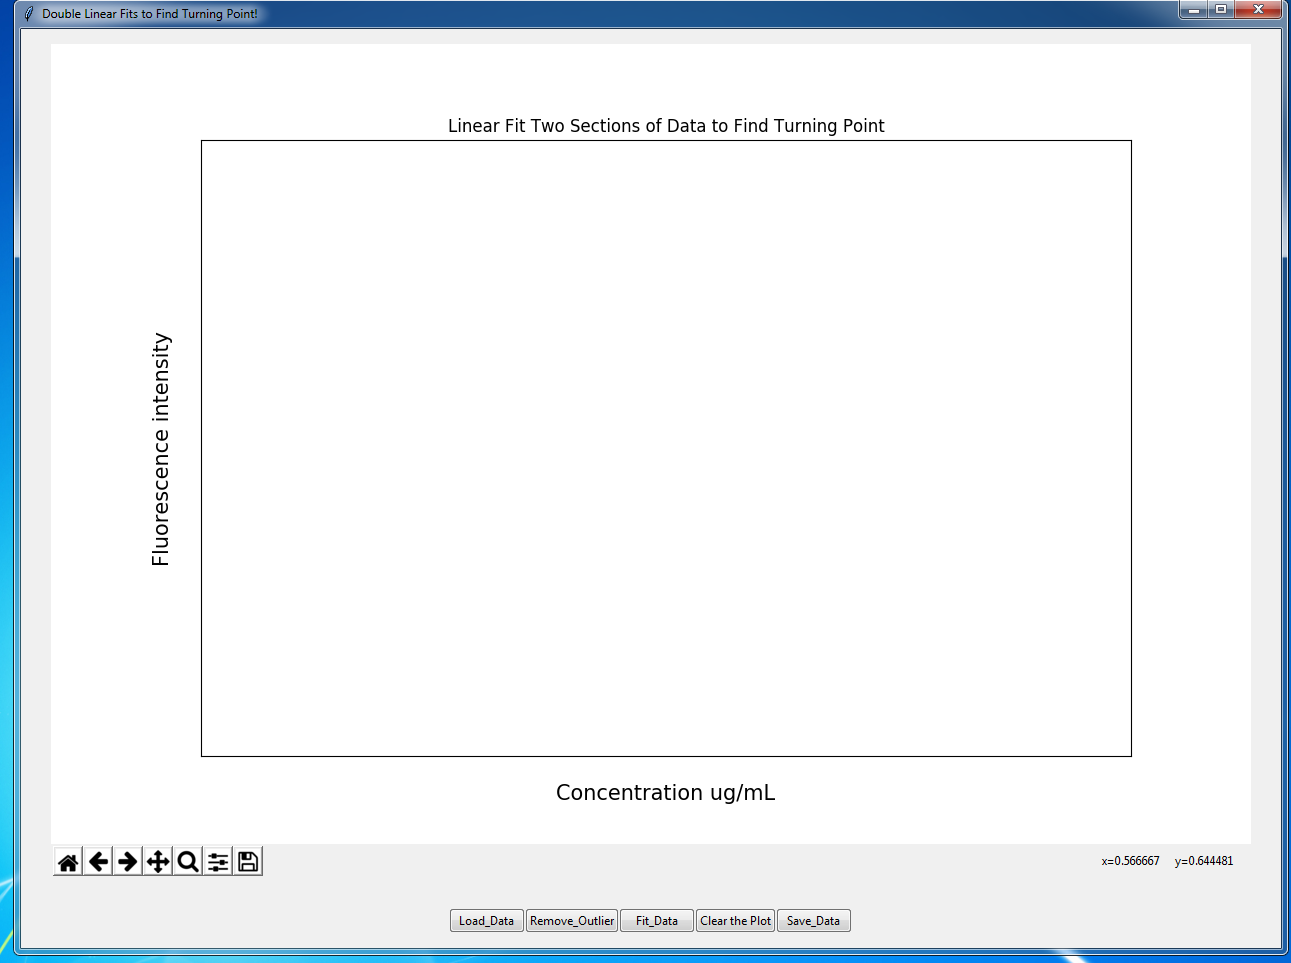 Double Linear Fits to Find Turning Point!
Linear Fit Two Sections of Data to Find Turning Point
Fluorescence intensity
Concentration ug/mL
x=0.566667 y=0.644481
Load_Data Remove_Outlier Fit_Data Clear the Plot Save_Data